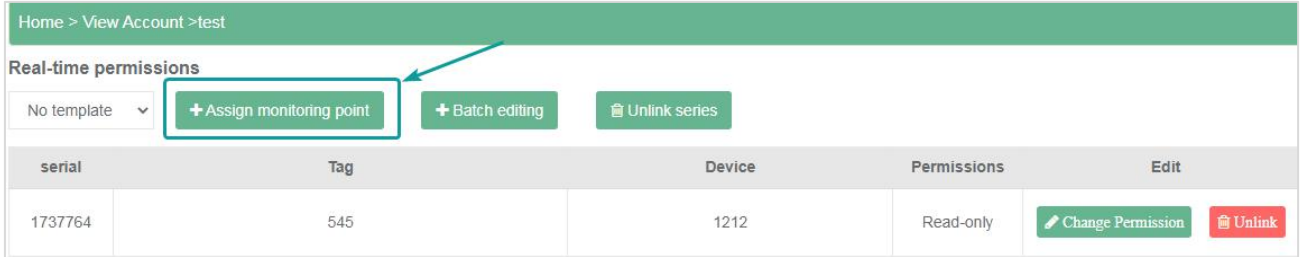 Home > View Account >test
Real-time permissions
No template + Assign monitoring point + Batch editing Unlink series
serial Tag Device Permissions Edit
1737764 545 1212 Read-only Change Permission Unlink